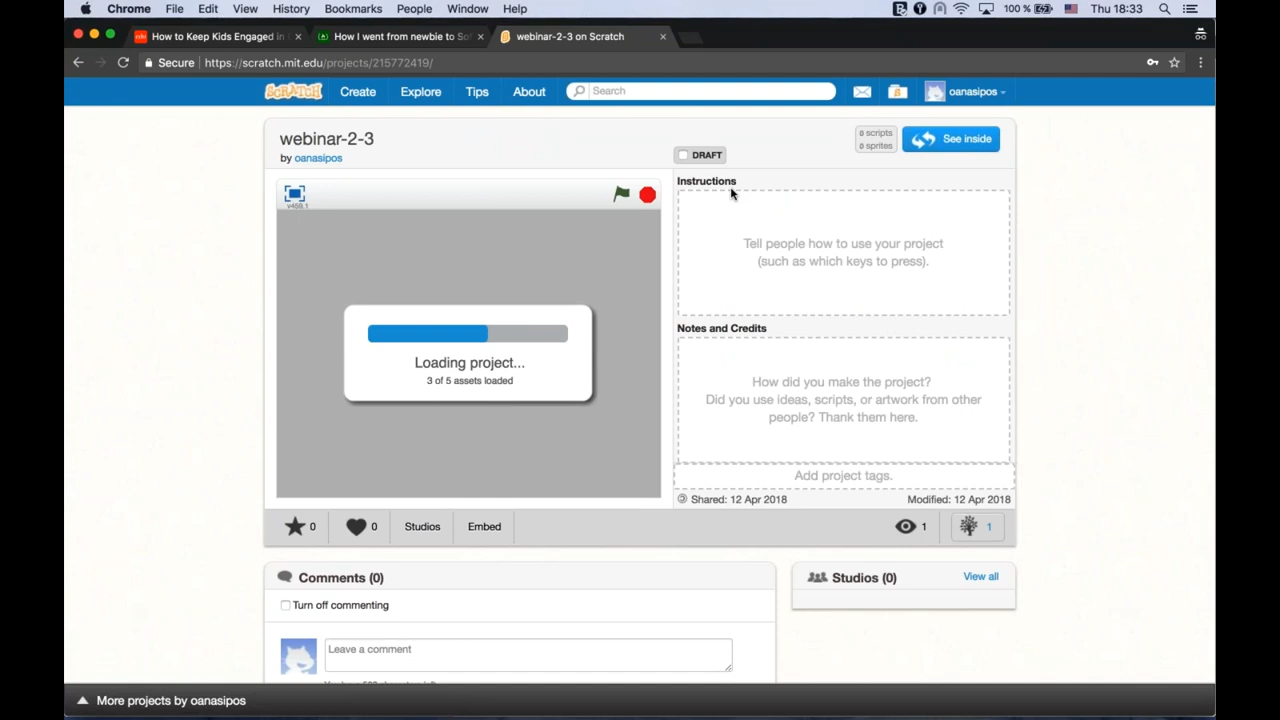 Chrome File Edit View History Bookmarks People Window Help 100 % Thu 18:33
How to Keep Kids Engaged in How I went from newbie to Sof webinar-2-3 on Scratch
Secure https://scratch.mit.edu/projects/215772419/
SCRATCH Create Explore Tips About Search oanasipos
webinar-2-3
by oanasipos
DRAFT
0 scripts
0 sprites
See inside
v459.1
Instructions
Tell people how to use your project
(such as which keys to press).
Loading project...
3 of 5 assets loaded
Notes and Credits
How did you make the project?
Did you use ideas, scripts, or artwork from other
people? Thank them here.
Add project tags.
Shared: 12 Apr 2018 Modified: 12 Apr 2018
0 0 Studios Embed 1 1
Comments (0)
Turn off commenting
Leave a comment
Studios (0) View all
More projects by oanasipos